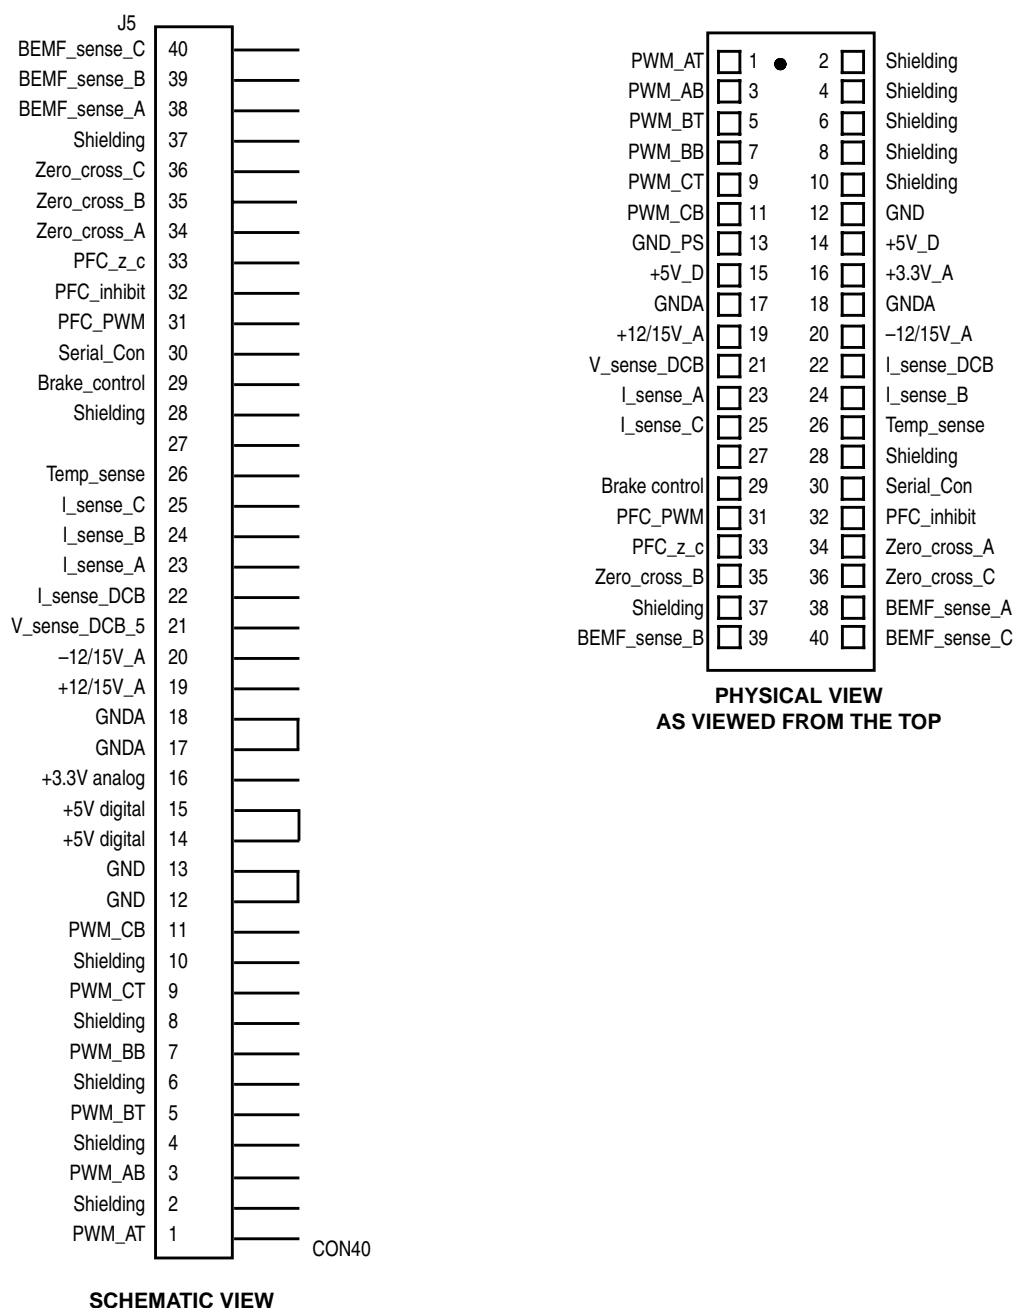 J5
BEMF_sense_C 40
BEMF_sense_B 39
BEMF_sense_A 38
Shielding 37
Zero_cross_C 36
Zero_cross_B 35
Zero_cross_A 34
PFC_z_c 33
PFC_inhibit 32
PFC_PWM 31
Serial_Con 30
Brake_control 29
Shielding 28
27
Temp_sense 26
I_sense_C 25
I_sense_B 24
I_sense_A 23
I_sense_DCB 22
V_sense_DCB_5 21
–12/15V_A 20
+12/15V_A 19
GNDA 18
GNDA 17
+3.3V analog 16
+5V digital 15
+5V digital 14
GND 13
GND 12
PWM_CB 11
Shielding 10
PWM_CT 9
Shielding 8
PWM_BB 7
Shielding 6
PWM_BT 5
Shielding 4
PWM_AB 3
Shielding 2
PWM_AT 1
CON40
SCHEMATIC VIEW
PWM_AT 1 2 Shielding
PWM_AB 3 4 Shielding
PWM_BT 5 6 Shielding
PWM_BB 7 8 Shielding
PWM_CT 9 10 Shielding
PWM_CB 11 12 GND
GND_PS 13 14 +5V_D
+5V_D 15 16 +3.3V_A
GNDA 17 18 GNDA
+12/15V_A 19 20 –12/15V_A
V_sense_DCB 21 22 I_sense_DCB
I_sense_A 23 24 I_sense_B
I_sense_C 25 26 Temp_sense
27 28 Shielding
Brake control 29 30 Serial_Con
PFC_PWM 31 32 PFC_inhibit
PFC_z_c 33 34 Zero_cross_A
Zero_cross_B 35 36 Zero_cross_C
Shielding 37 38 BEMF_sense_A
BEMF_sense_B 39 40 BEMF_sense_C
PHYSICAL VIEW
AS VIEWED FROM THE TOP